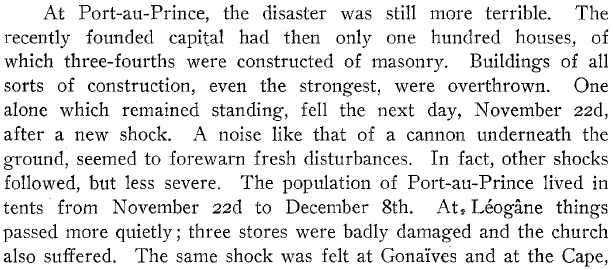 At Port-au-Prince, the disaster was still more terrible. The
recently founded capital had then only one hundred houses, of
which three-fourths were constructed of masonry. Buildings of all
sorts of construction, even the strongest, were overthrown. One
alone which remained standing, fell the next day, November 22d,
after a new shock. A noise like that of a cannon underneath the
ground, seemed to forewarn fresh disturbances. In fact, other shocks
followed, but less severe. The population of Port-au-Prince lived in
tents from November 22d to December 8th. At, Léogâne things
passed more quietly; three stores were badly damaged and the church
also suffered. The same shock was felt at Gonaïves and at the Cape,